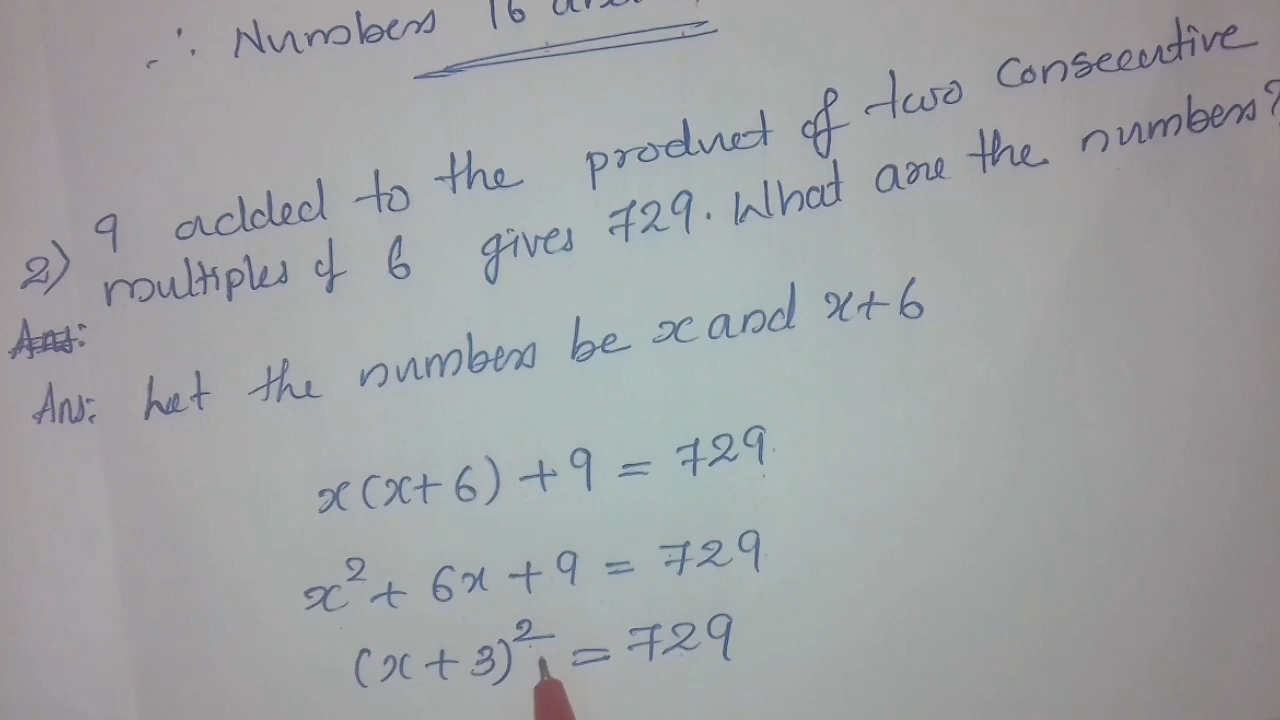 ∴ Numbers 16
2) 9 added to the product of two consecutive
multiples of 6 gives 729. What are the numbers?
Ans: Let the numbers be x and x+6
x(x+6) + 9 = 729
x² + 6x + 9 = 729
(x + 3)² = 729